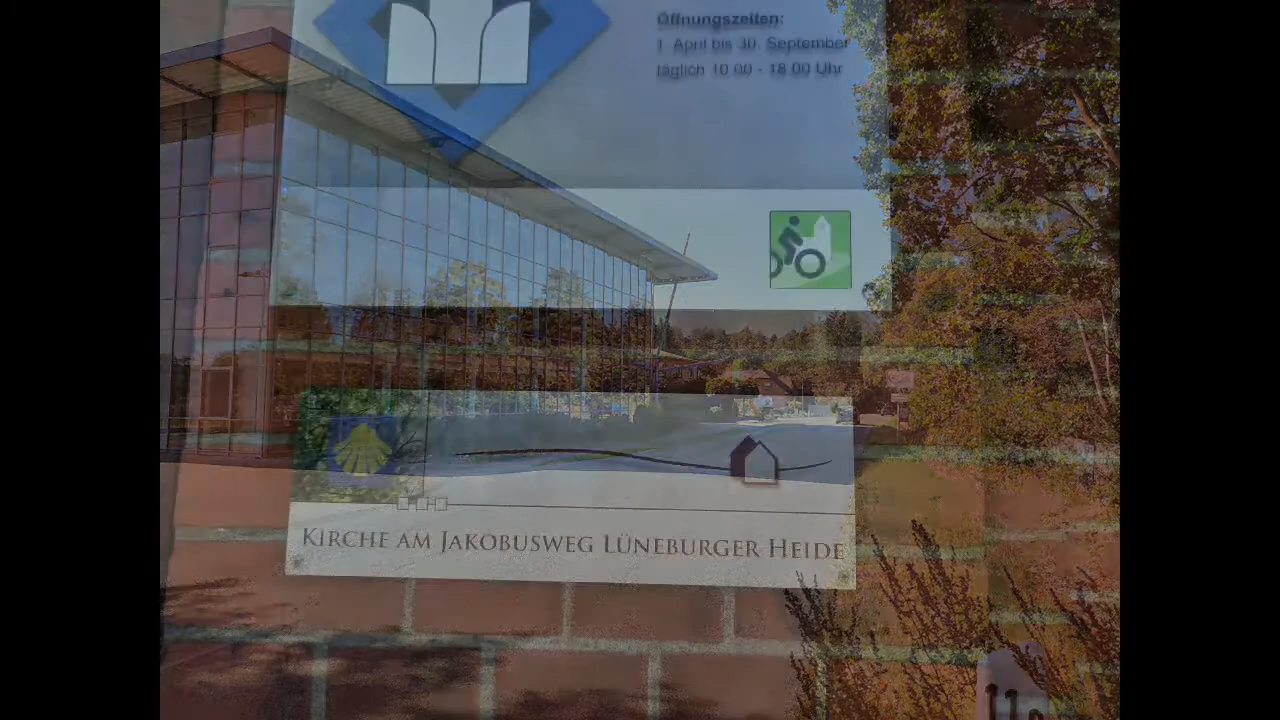 Öffnungszeiten:
1. April bis 30. September
täglich 10.00 - 18.00 Uhr
KIRCHE AM JAKOBUSWEG LÜNEBURGER HEIDE